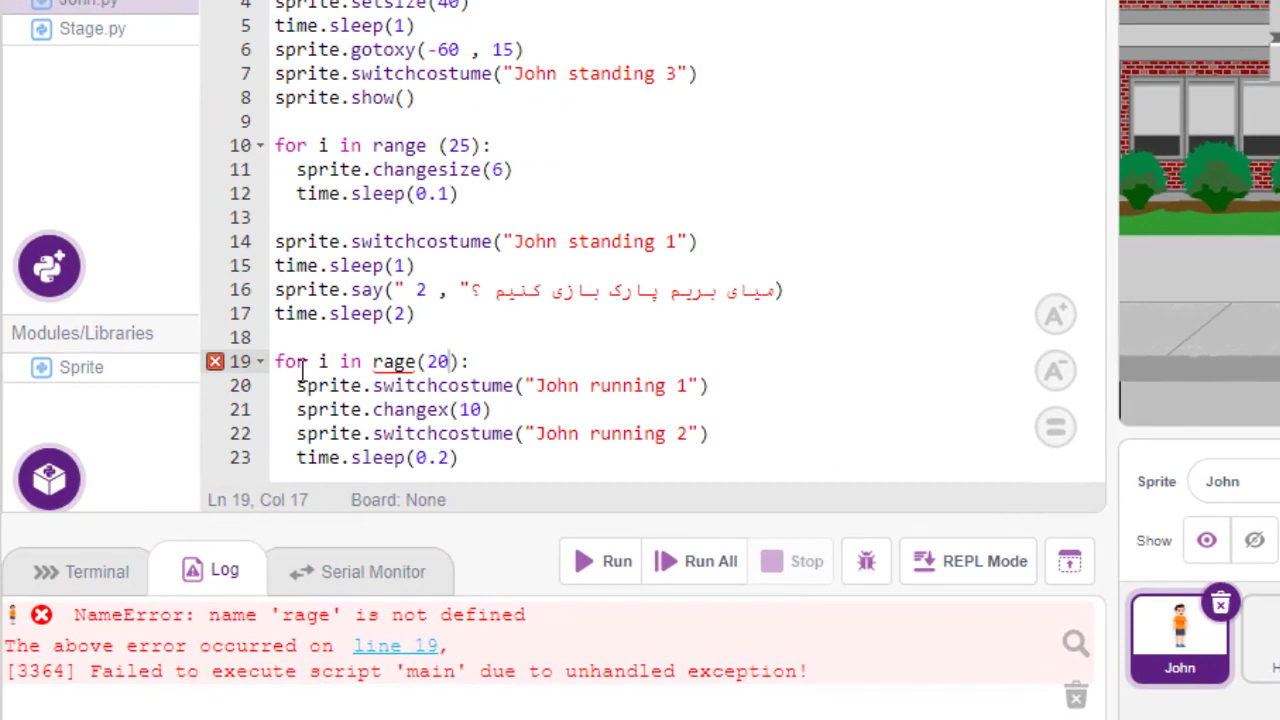 John.py
Stage.py
Modules/Libraries
Sprite
4 sprite.setsize(40)
5 time.sleep(1)
6 sprite.gotoxy(-60 , 15)
7 sprite.switchcostume("John standing 3")
8 sprite.show()
9
10 for i in range (25):
11 sprite.changesize(6)
12 time.sleep(0.1)
13
14 sprite.switchcostume("John standing 1")
15 time.sleep(1)
16 sprite.say("میای بریم پارک بازی کنیم ؟" , 2 )
17 time.sleep(2)
18
19 for i in rage(20):
20 sprite.switchcostume("John running 1")
21 sprite.changex(10)
22 sprite.switchcostume("John running 2")
23 time.sleep(0.2)
Ln 19, Col 17 Board: None
Terminal Log Serial Monitor Run Run All Stop REPL Mode
NameError: name 'rage' is not defined
The above error occurred on line 19,
[3364] Failed to execute script 'main' due to unhandled exception!
A+
A-
=
Sprite John
Show
John H